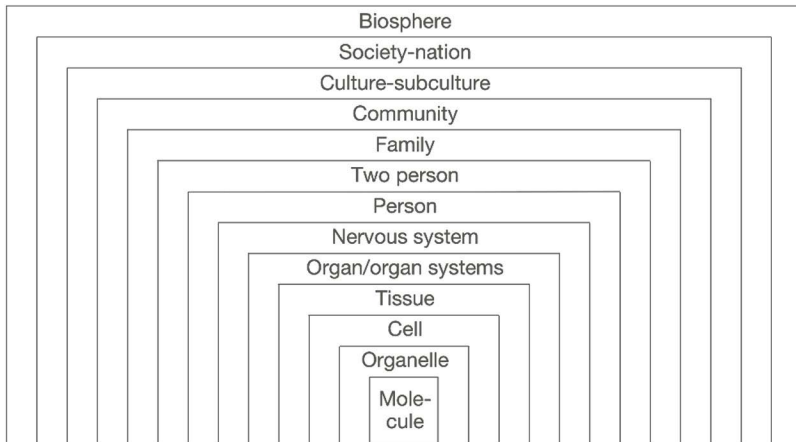 Biosphere
Society-nation
Culture-subculture
Community
Family
Two person
Person
Nervous system
Organ/organ systems
Tissue
Cell
Organelle
Mole-
cule